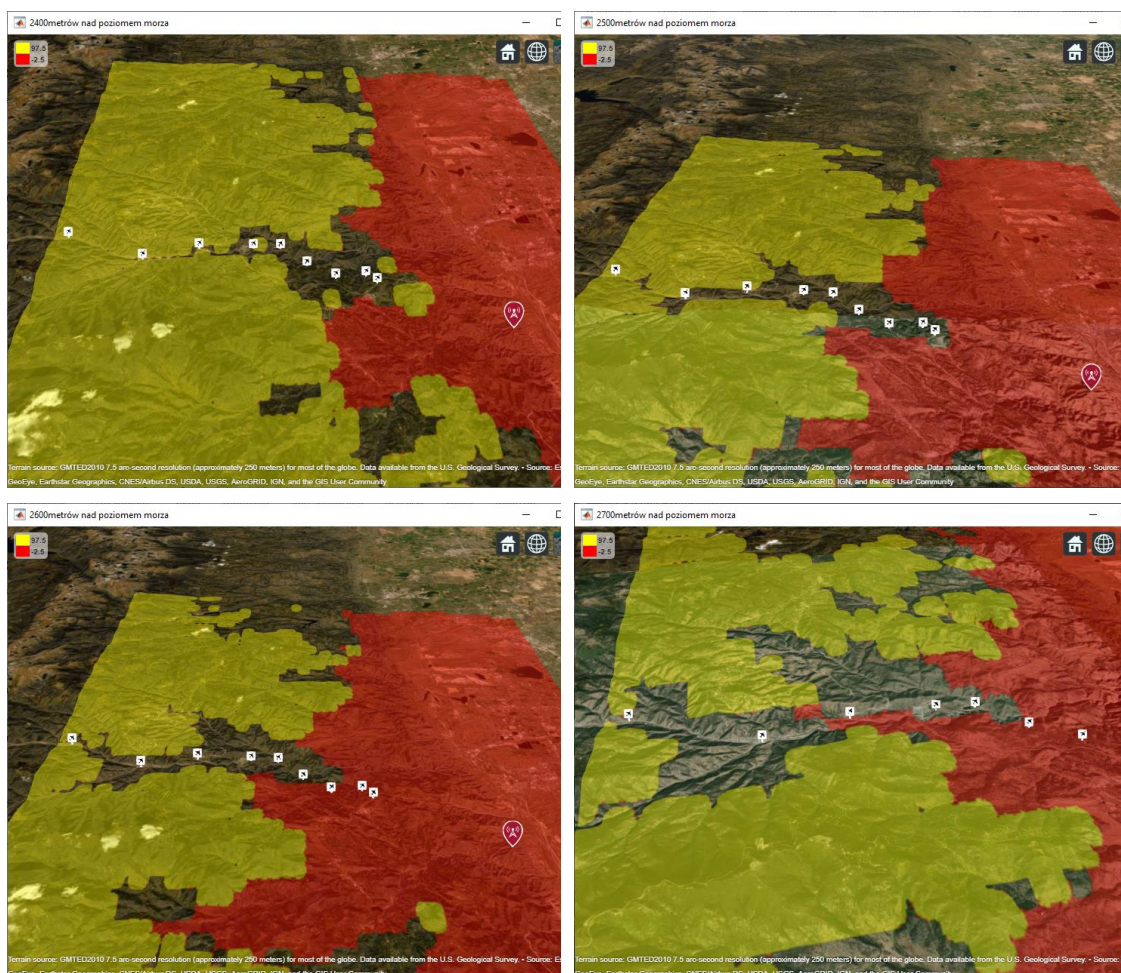 2400metrów nad poziomem morza
97.5
-2.5
Terrain source: GMTED2010 7.5 arc-second resolution (approximately 250 meters) for most of the globe. Data available from the U.S. Geological Survey. - Source: Es
GeoEye, Earthstar Geographics, CNES/Airbus DS, USDA, USGS, AeroGRID, IGN, and the GIS User Community
2500metrów nad poziomem morza
97.5
-2.5
Terrain source: GMTED2010 7.5 arc-second resolution (approximately 250 meters) for most of the globe. Data available from the U.S. Geological Survey. - Source:
GeoEye, Earthstar Geographics, CNES/Airbus DS, USDA, USGS, AeroGRID, IGN, and the GIS User Community
2600metrów nad poziomem morza
97.5
-2.5
Terrain source: GMTED2010 7.5 arc-second resolution (approximately 250 meters) for most of the globe. Data available from the U.S. Geological Survey. - Source: Es
2700metrów nad poziomem morza
97.5
-2.5
Terrain source: GMTED2010 7.5 arc-second resolution (approximately 250 meters) for most of the globe. Data available from the U.S. Geological Survey. - Source: